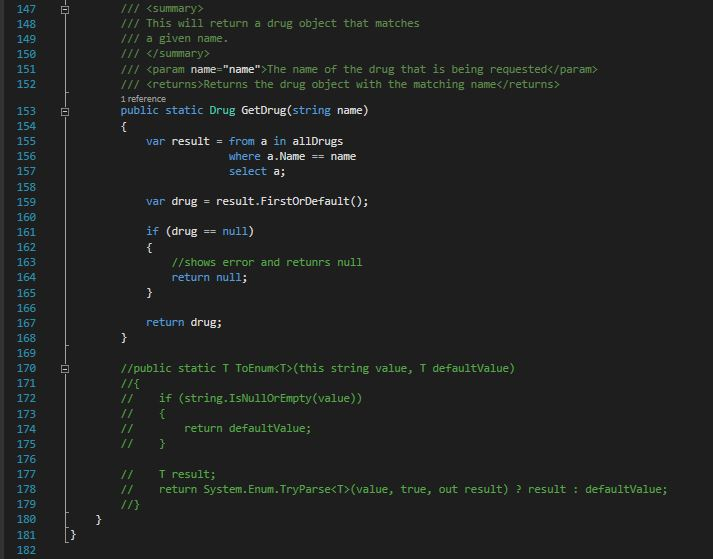 147 /// <summary>
148 /// This will return a drug object that matches
149 /// a given name.
150 /// </summary>
151 /// <param name="name">The name of the drug that is being requested</param>
152 /// <returns>Returns the drug object with the matching name</returns>
1 reference
153 public static Drug GetDrug(string name)
154 {
155 var result = from a in allDrugs
156 where a.Name == name
157 select a;
158
159 var drug = result.FirstOrDefault();
160
161 if (drug == null)
162 {
163 //shows error and retunrs null
164 return null;
165 }
166
167 return drug;
168 }
169
170 //public static T ToEnum<T>(this string value, T defaultValue)
171 //{
172 // if (string.IsNullOrEmpty(value))
173 // {
174 // return defaultValue;
175 // }
176
177 // T result;
178 // return System.Enum.TryParse<T>(value, true, out result) ? result : defaultValue;
179 //}
180 }
181 }
182